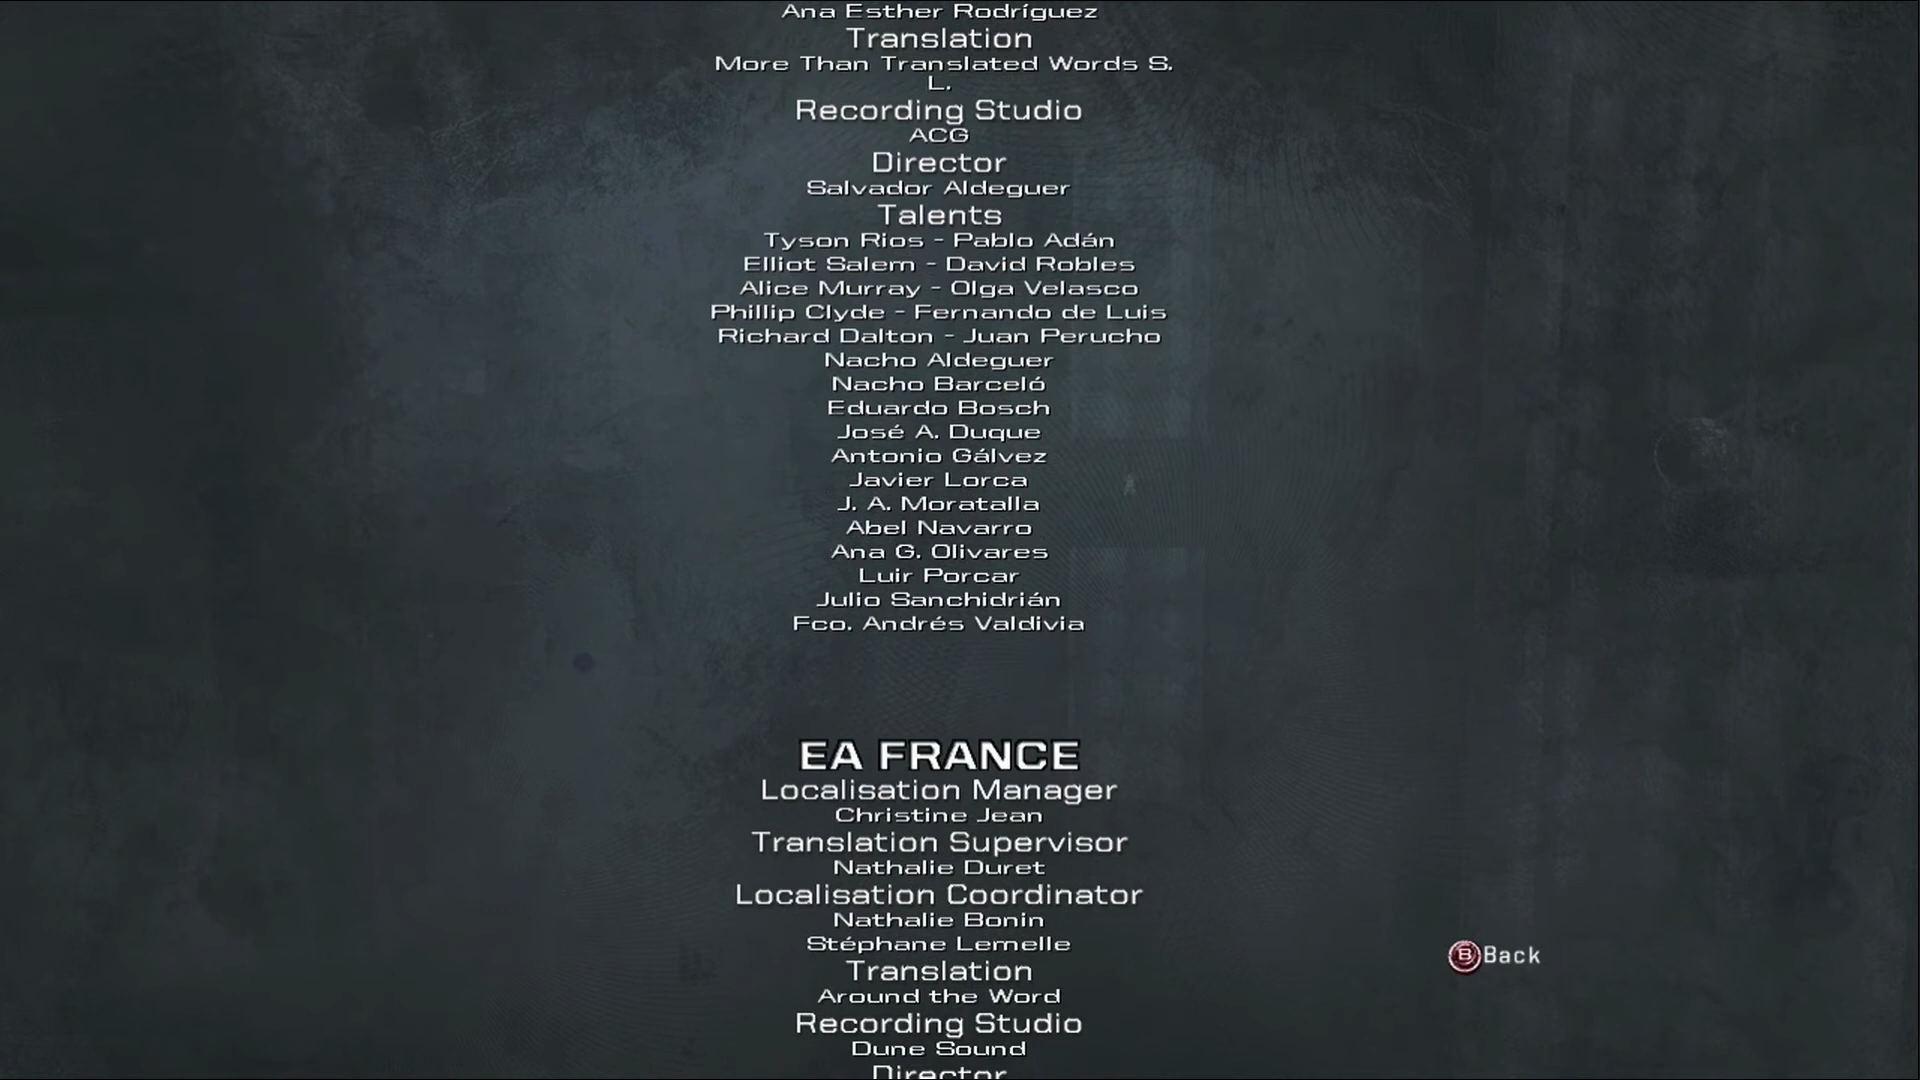 Ana Esther Rodríguez
Translation
More Than Translated Words S.
L.
Recording Studio
ACG
Director
Salvador Aldeguer
Talents
Tyson Rios - Pablo Adán
Elliot Salem - David Robles
Alice Murray - Olga Velasco
Phillip Clyde - Fernando de Luis
Richard Dalton - Juan Perucho
Nacho Aldeguer
Nacho Barceló
Eduardo Bosch
José A. Duque
Antonio Gálvez
Javier Lorca
J. A. Moratalla
Abel Navarro
Ana G. Olivares
Luir Porcar
Julio Sanchidrián
Fco. Andrés Valdivia
EA FRANCE
Localisation Manager
Christine Jean
Translation Supervisor
Nathalie Duret
Localisation Coordinator
Nathalie Bonin
Stéphane Lemelle
Translation
Around the Word
Recording Studio
Dune Sound
Director
B Back